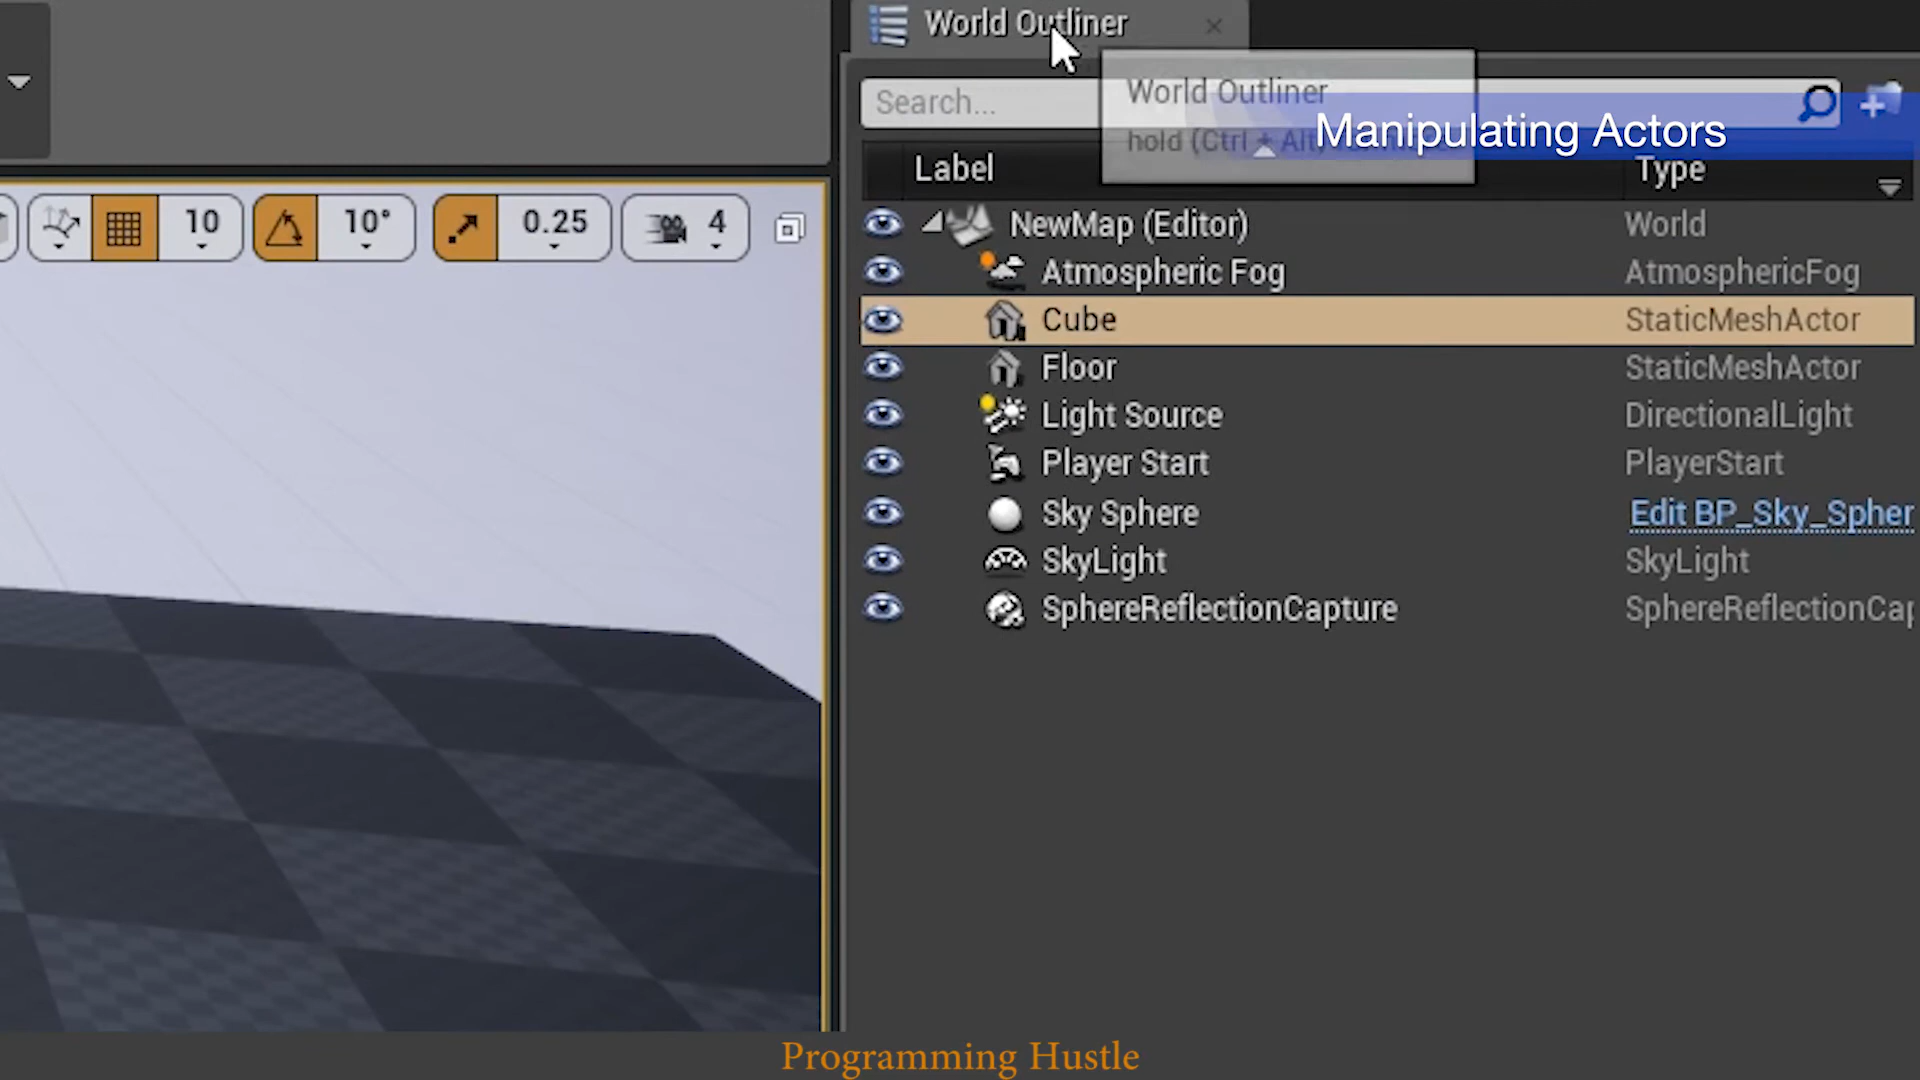 World Outliner
Search...
World Outliner
hold (Ctrl + Alt)
Manipulating Actors
Label
Type
10
10°
0.25
4
NewMap (Editor)
World
Atmospheric Fog
AtmosphericFog
Cube
StaticMeshActor
Floor
StaticMeshActor
Light Source
DirectionalLight
Player Start
PlayerStart
Sky Sphere
Edit BP_Sky_Spher
SkyLight
SkyLight
SphereReflectionCapture
SphereReflectionCap
Programming Hustle